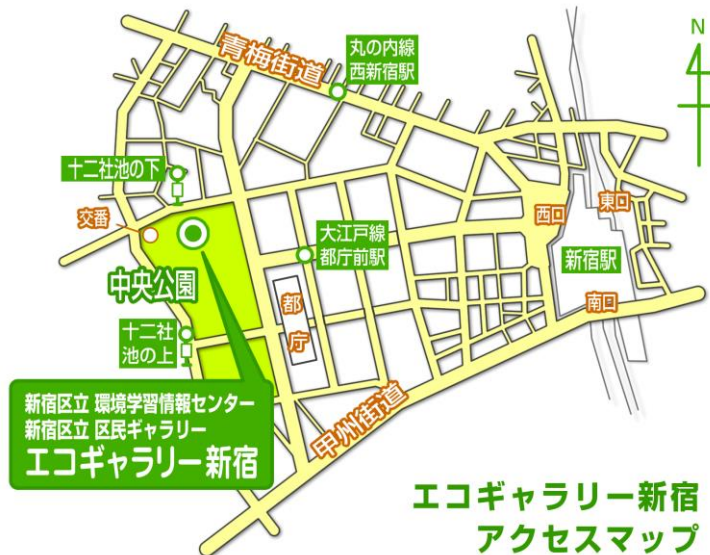 青梅街道
丸の内線
西新宿駅
N
4
十二社池の下
交番
中央公園
大江戸線
都庁前駅
西口
東口
新宿駅
南口
都庁
十二社
池の上
甲州街道
新宿区立 環境学習情報センター
新宿区立 区民ギャラリー
エコギャラリー新宿
エコギャラリー新宿
アクセスマップ